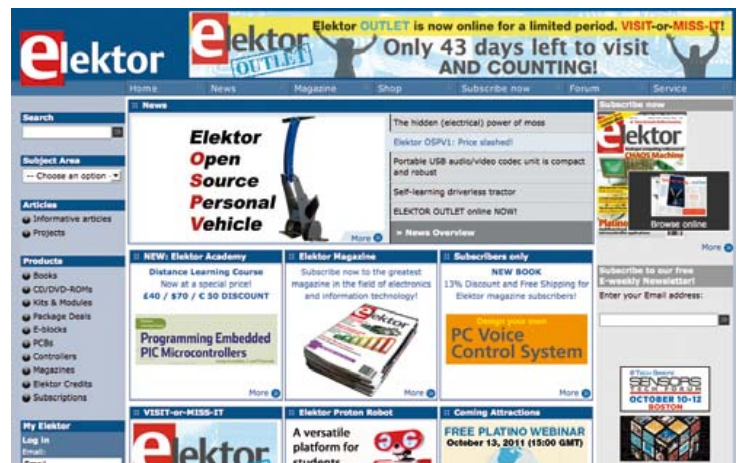 elektor
elektor OUTLET
Elektor OUTLET is now online for a limited period. VISIT-or-MISS-IT!
Only 43 days left to visit
AND COUNTING!
Home News Magazine Shop Subscribe now Forum Service
Search
Subject Area
-- Choose an option -
Articles
Informative articles
Projects
Products
Books
CD/DVD-ROMs
Kits & Modules
Package Deals
E-blocks
PCBs
Controllers
Magazines
Elektor Credits
Subscriptions
My Elektor
Log in
Email:
News
Elektor
Open
Source
Personal
Vehicle
More
The hidden (electrical) power of moss
Elektor OSPV1: Price slashed!
Portable USB audio/video codec unit is compact
and robust
Self-learning driverless tractor
ELEKTOR OUTLET online NOW!
» News Overview
NEW: Elektor Academy
Distance Learning Course
Now at a special price!
£40 / $70 / € 50 DISCOUNT
Programming Embedded
PIC Microcontrollers
More
Elektor Magazine
Subscribe now to the greatest
magazine in the field of electronics
and information technology!
elektor
More
Subscribers only
NEW BOOK
13% Discount and Free Shipping for
Elektor magazine subscribers!
Design your own
PC Voice
Control System
More
VISIT-or-MISS-IT
elektor
Elektor Proton Robot
A versatile
platform for
students
Coming Attractions
FREE PLATINO WEBINAR
October 13, 2011 (15:00 GMT)
Subscribe now
elektor
CHAOS Machine
Platino
Browse online
More
Subscribe to our free
E-weekly Newsletter!
Enter your Email address:
SENSORS
TECH FORUM
OCTOBER 10-12
BOSTON